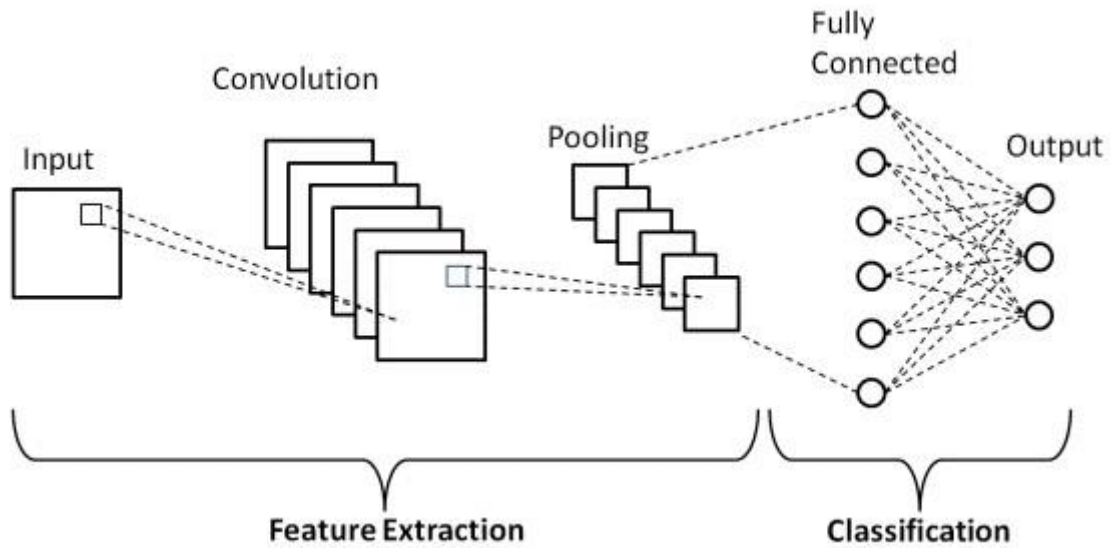 Input
Convolution
Pooling
Fully
Connected
Output
Feature Extraction
Classification